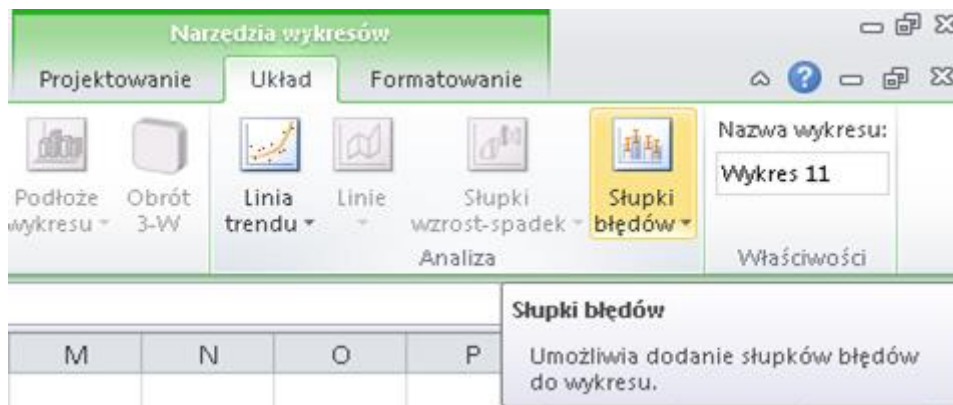 Narzędzia wykresów
Projektowanie Układ Formatowanie
Podłoże wykresu
Obrót 3-W
Linia trendu
Linie
Słupki wzrost-spadek
Słupki błędów
Analiza
Nazwa wykresu:
Wykres 11
Właściwości
Słupki błędów
Umożliwia dodanie słupków błędów
do wykresu.
M N O P